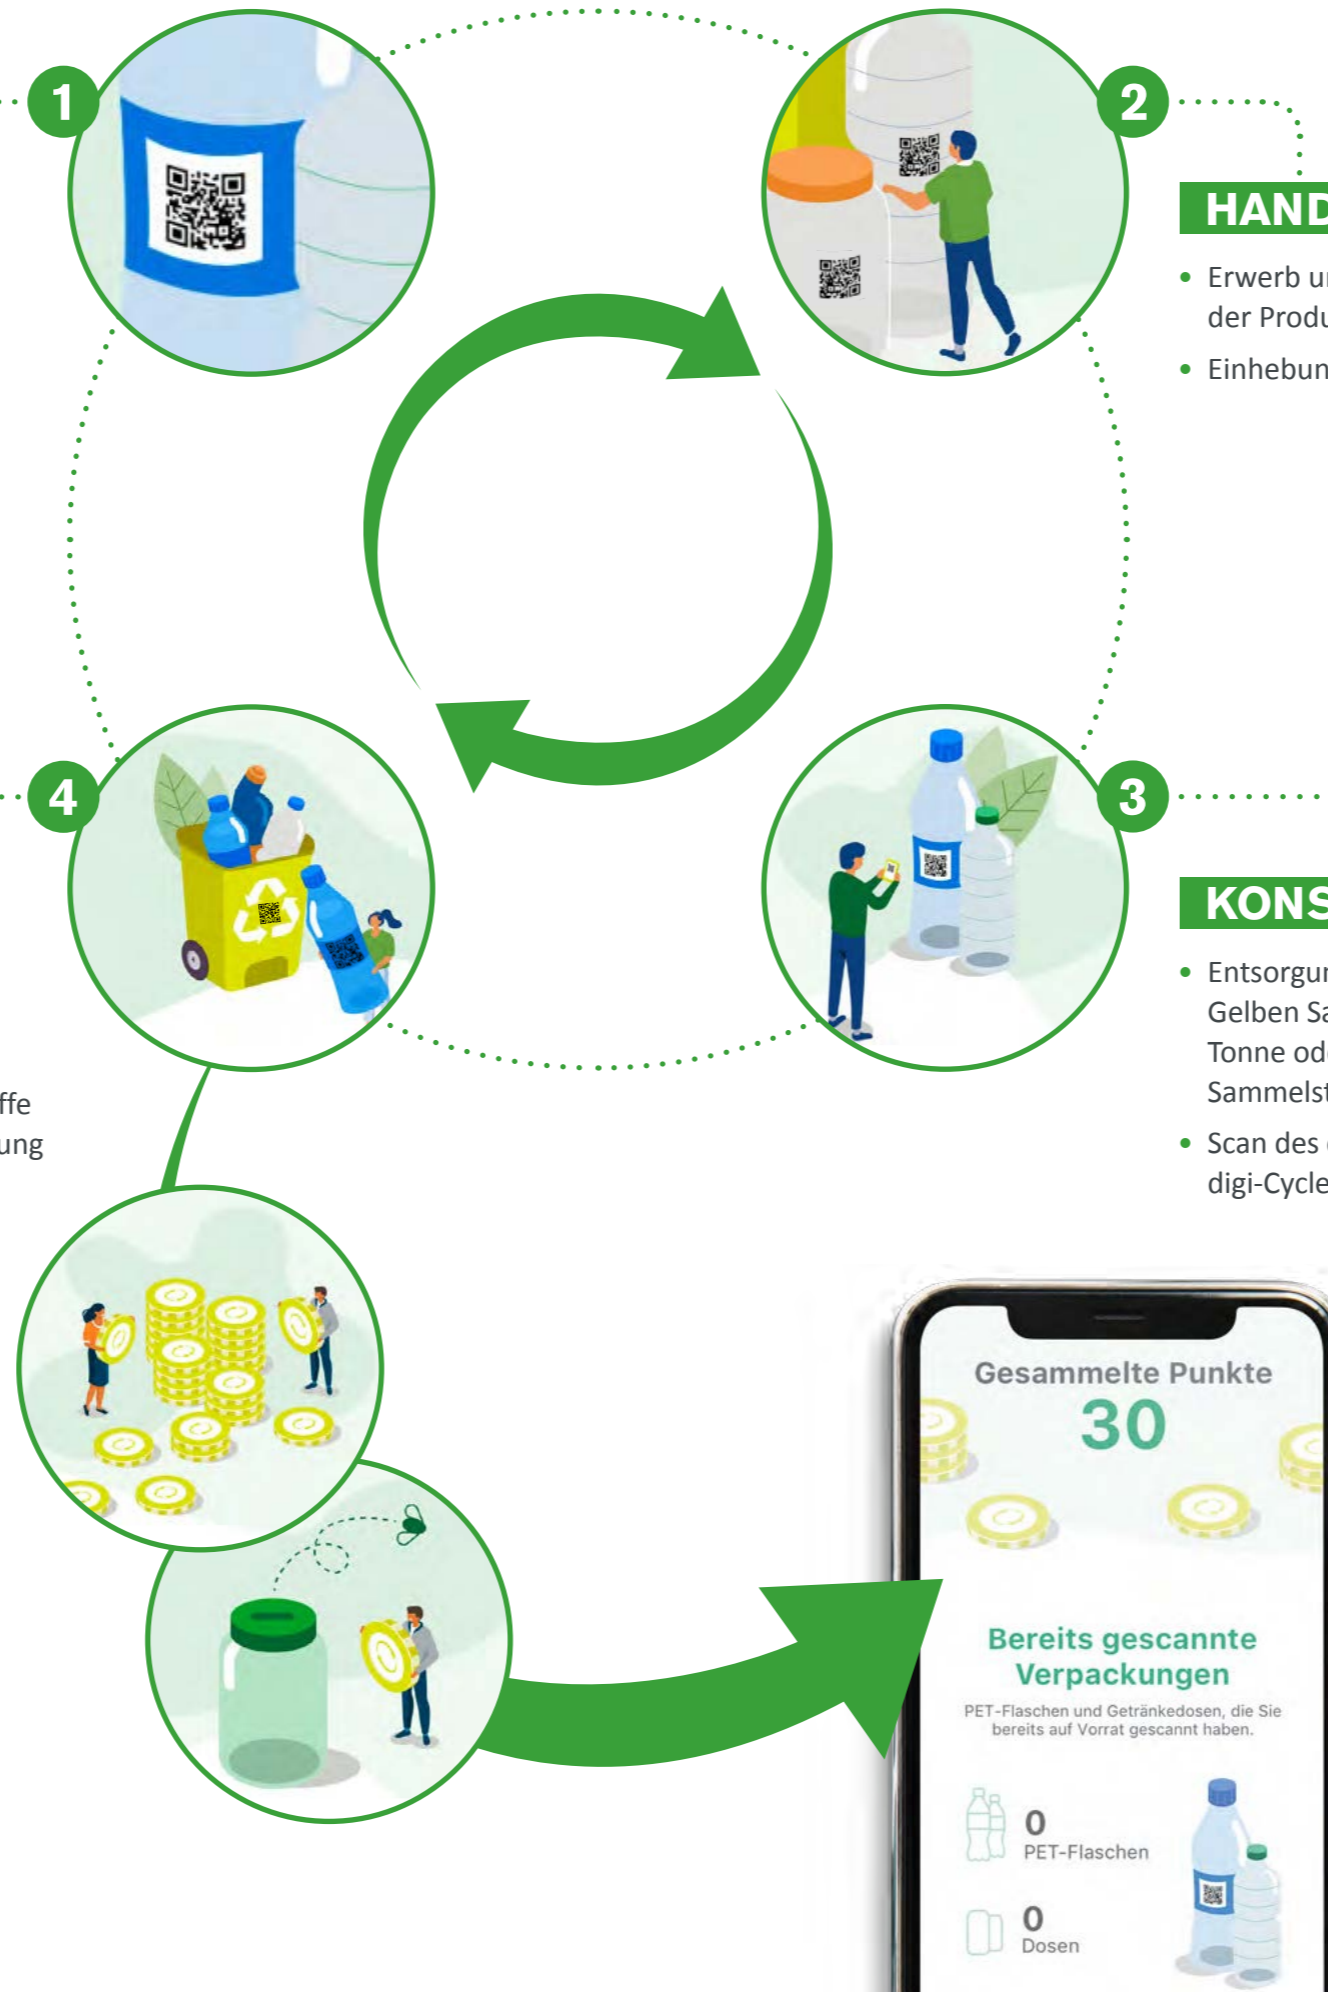 1
2
HAND
• Erwerb u
der Produ
• Einhebun
4
3
KONS
• Entsorgu
Gelben Sa
Tonne od
Sammelst
• Scan des
digi-Cycle
ffe
ung
Gesammelte Punkte
30
Bereits gescannte
Verpackungen
PET-Flaschen und Getränkedosen, die Sie
bereits auf Vorrat gescannt haben.
0
PET-Flaschen
0
Dosen